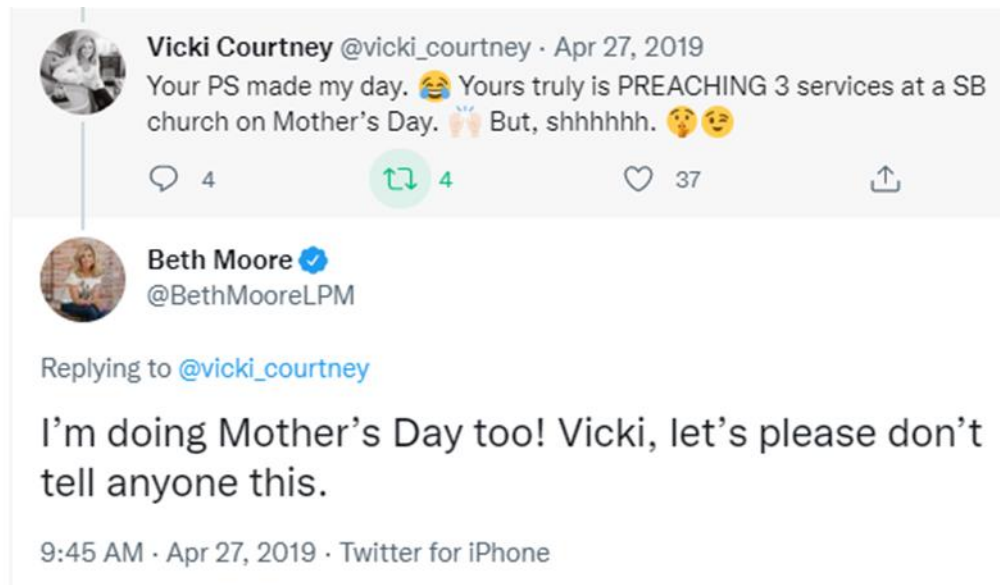 Vicki Courtney @vicki_courtney · Apr 27, 2019
Your PS made my day. 😂 Yours truly is PREACHING 3 services at a SB
church on Mother’s Day. 🙌🏻 But, shhhhhh. 🤫😉
4 4 37
Beth Moore
@BethMooreLPM
Replying to @vicki_courtney
I’m doing Mother’s Day too! Vicki, let’s please don’t
tell anyone this.
9:45 AM · Apr 27, 2019 · Twitter for iPhone